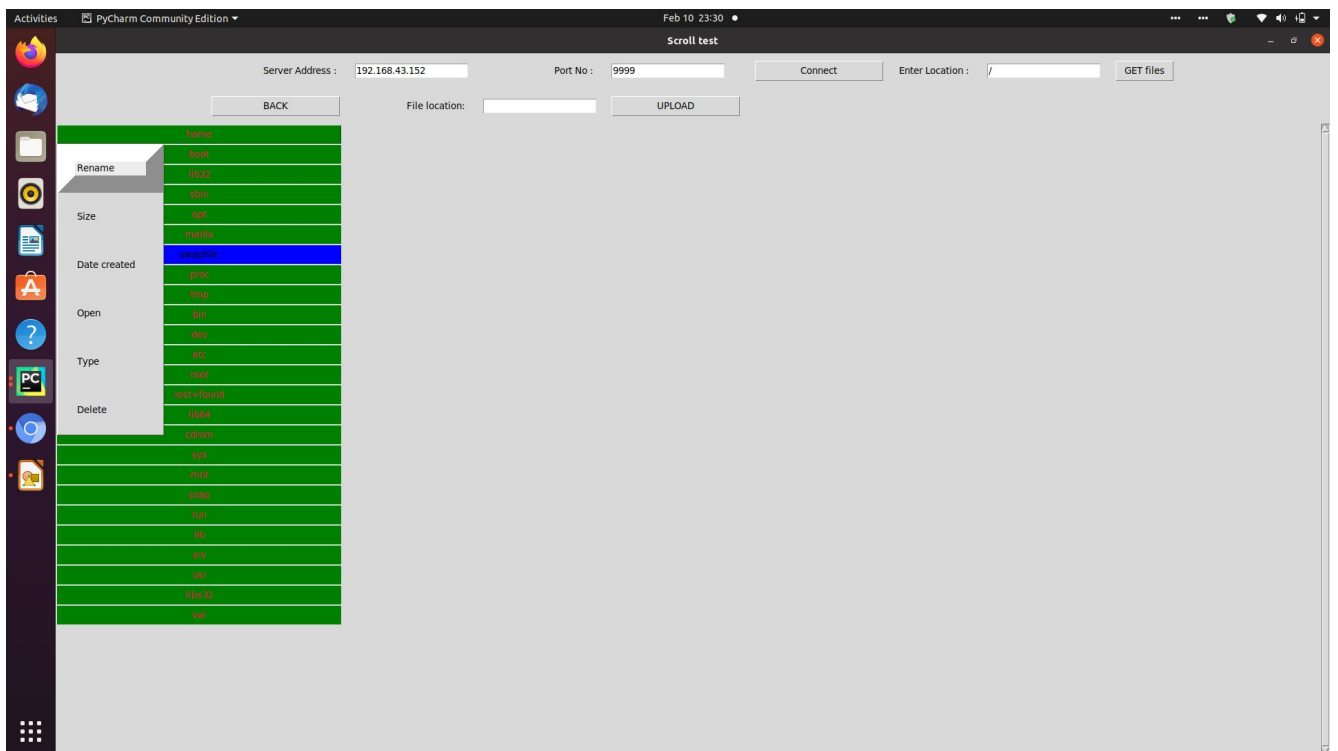 Activities PyCharm Community Edition Feb 10 23:30
Scroll test
Server Address : 192.168.43.152 Port No : 9999 Connect Enter Location : / GET files
BACK File location: UPLOAD
home
boot
Rename
lib32
sbin
Size
opt
media
swapfile
Date created
proc
tmp
Open
bin
dev
etc
Type
root
lost+found
Delete
lib64
cdrom
sys
mnt
snap
run
lib
srv
usr
libx32
var
PC